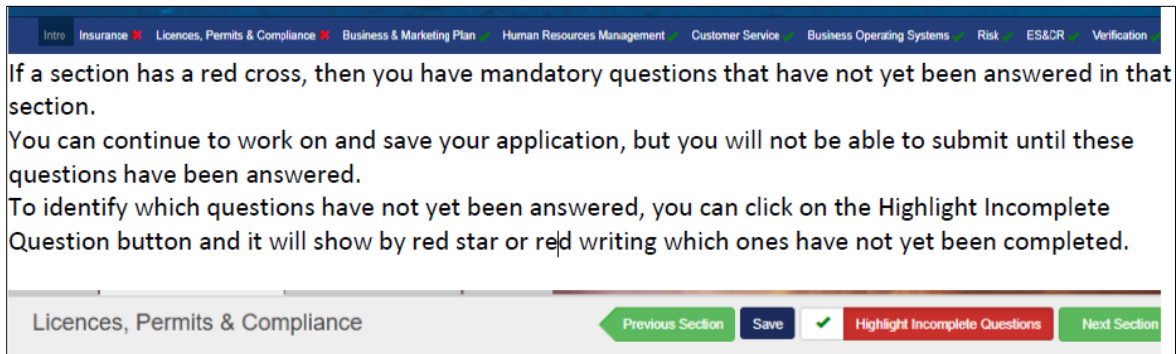 Intro Insurance ✖ Licences, Permits & Compliance ✖ Business & Marketing Plan ✓ Human Resources Management ✓ Customer Service ✓ Business Operating Systems ✓ Risk ✓ ES&CR ✓ Verification ✓
If a section has a red cross, then you have mandatory questions that have not yet been answered in that
section.
You can continue to work on and save your application, but you will not be able to submit until these
questions have been answered.
To identify which questions have not yet been answered, you can click on the Highlight Incomplete
Question button and it will show by red star or red writing which ones have not yet been completed.
Licences, Permits & Compliance Previous Section Save ✔ Highlight Incomplete Questions Next Section